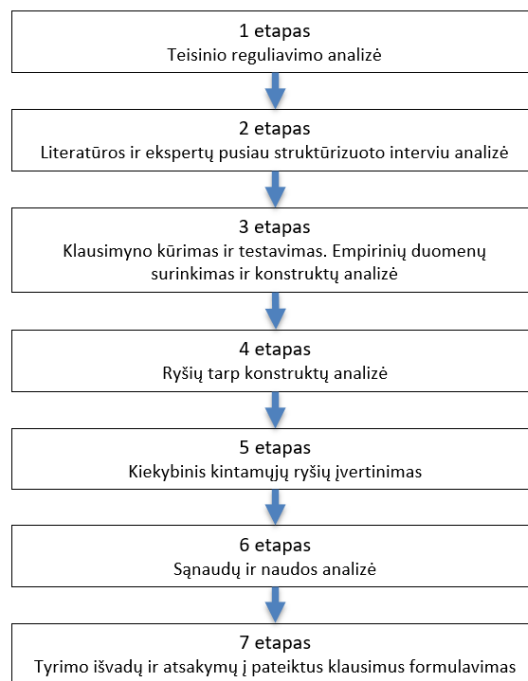 1 etapas
Teisinio reguliavimo analizė
2 etapas
Literatūros ir ekspertų pusiau struktūrizuoto interviu analizė
3 etapas
Klausimyno kūrimas ir testavimas. Empirinių duomenų
surinkimas ir konstruktų analizė
4 etapas
Ryšių tarp konstruktų analizė
5 etapas
Kiekybinis kintamųjų ryšių įvertinimas
6 etapas
Sąnaudų ir naudos analizė
7 etapas
Tyrimo išvadų ir atsakymų į pateiktus klausimus formulavimas